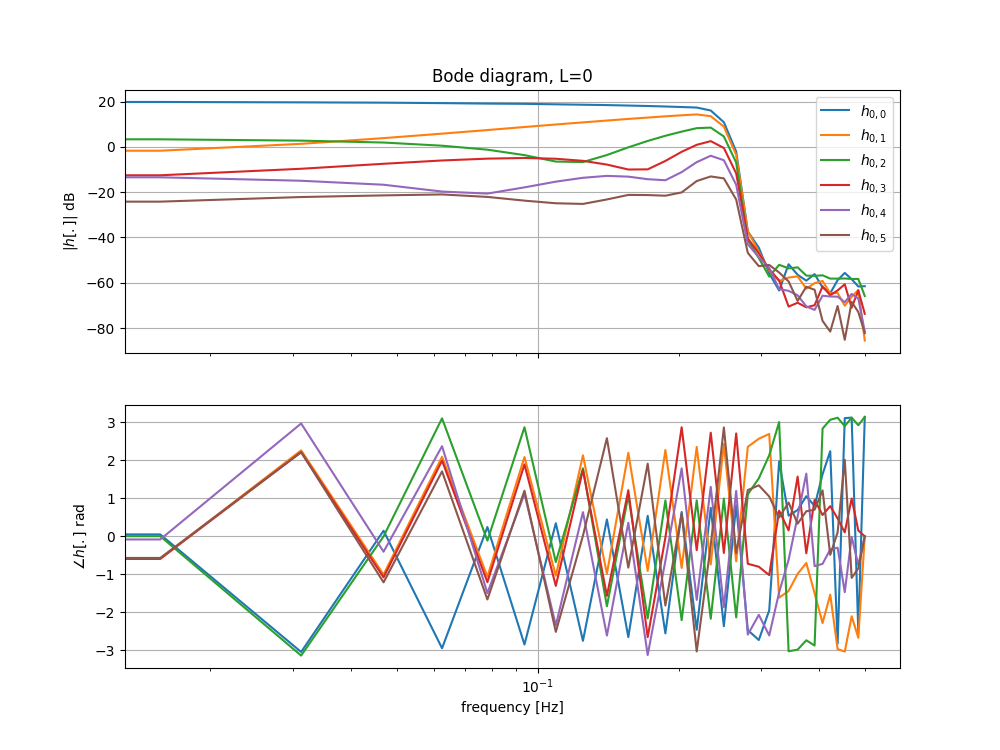 Bode diagram, L=0
|h[.]| dB
20
0
−20
−40
−60
−80
h0,0
h0,1
h0,2
h0,3
h0,4
h0,5
∠h[.] rad
3
2
1
0
−1
−2
−3
10−1
frequency [Hz]